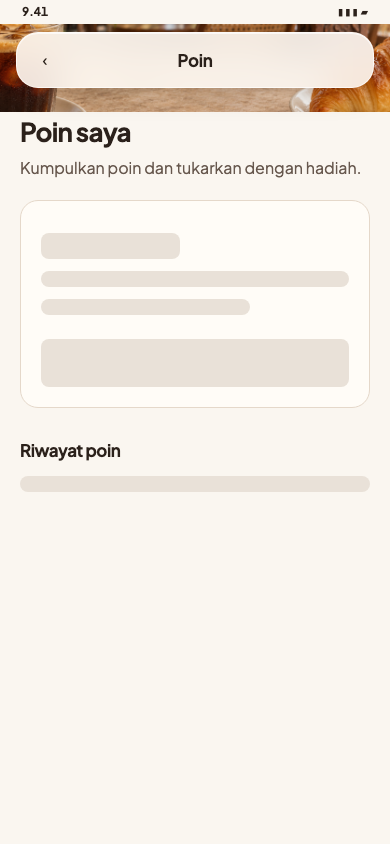 9.41
‹
Poin
Poin saya
Kumpulkan poin dan tukarkan dengan hadiah.
Riwayat poin